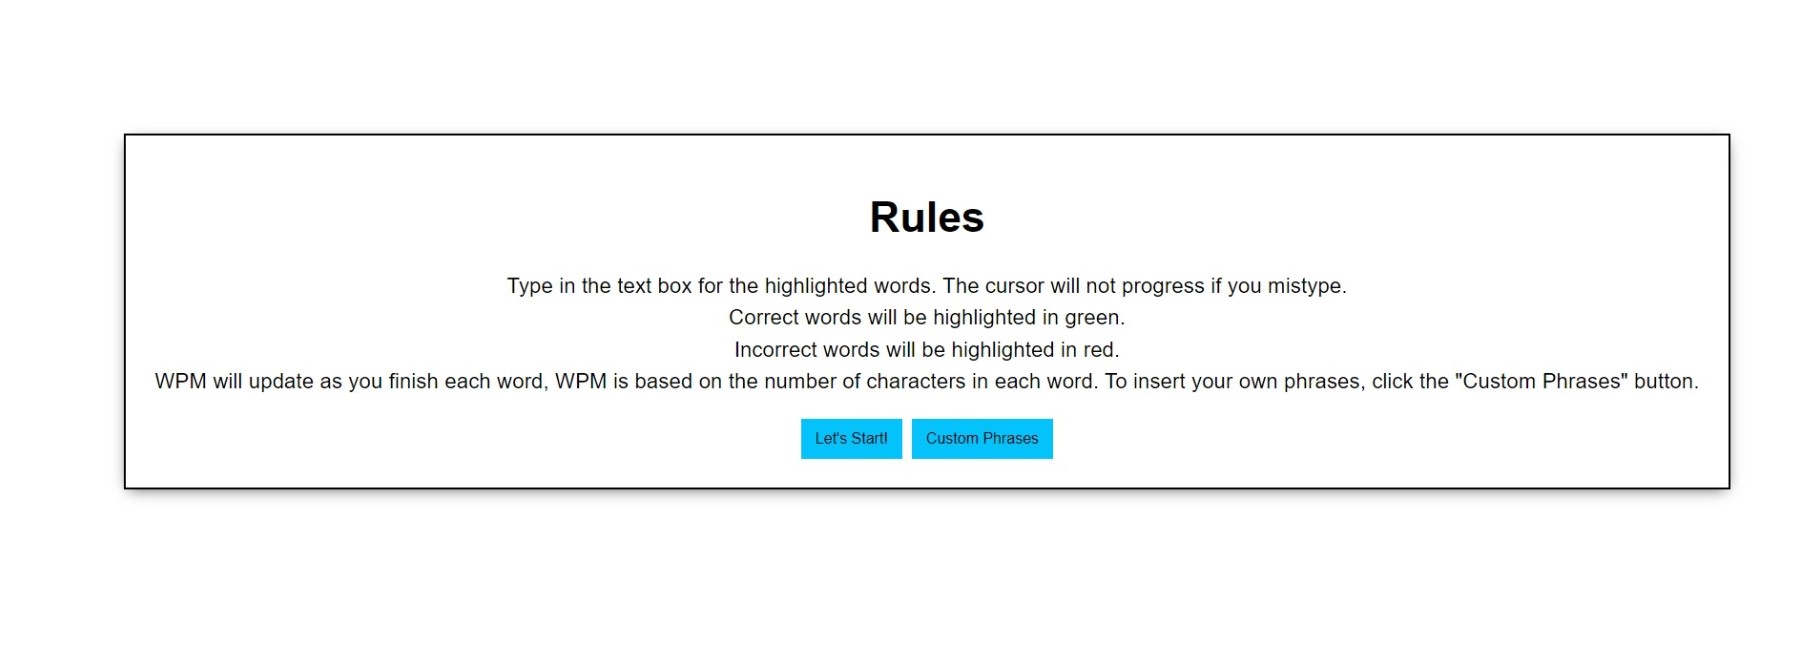 Rules
Type in the text box for the highlighted words. The cursor will not progress if you mistype.
Correct words will be highlighted in green.
Incorrect words will be highlighted in red.
WPM will update as you finish each word, WPM is based on the number of characters in each word. To insert your own phrases, click the "Custom Phrases" button.
Let's Start!
Custom Phrases